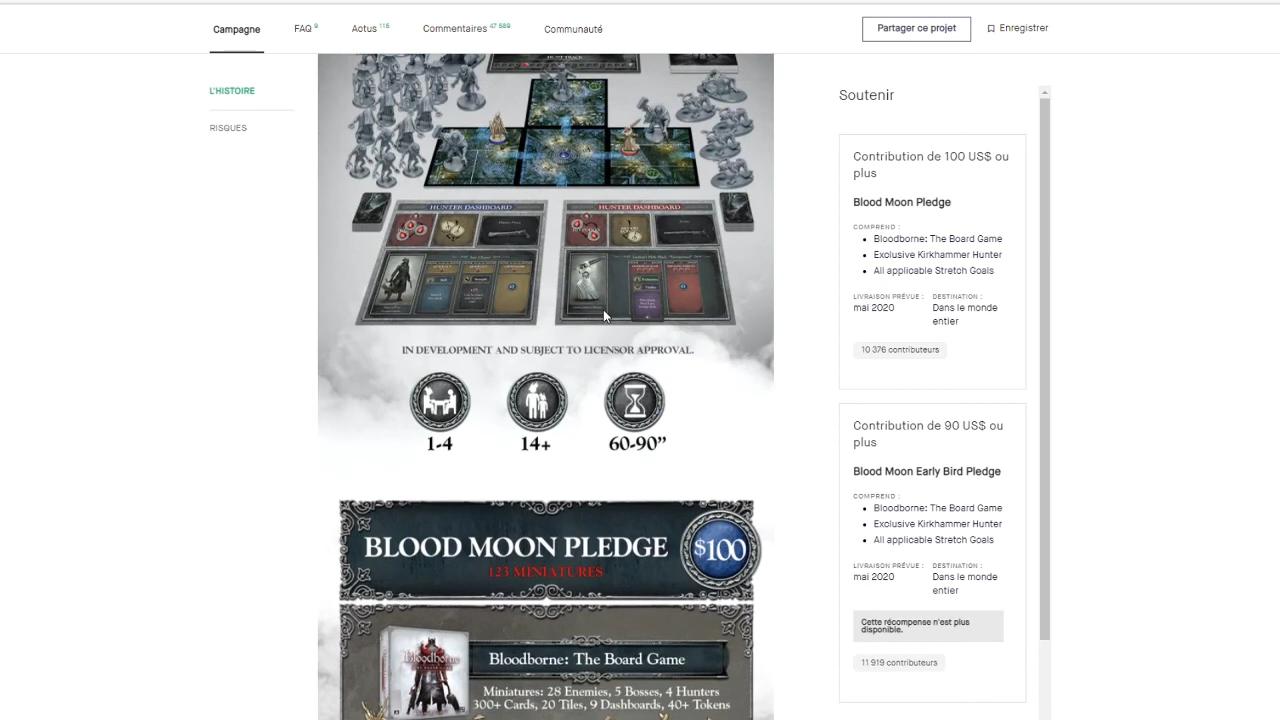 Campagne
FAQ 9
Actus 116
Commentaires 47 589
Communauté
Partager ce projet
Enregistrer
L'HISTOIRE
RISQUES
HUNT TRACK
HUNTER DASHBOARD
HUNTER DASHBOARD
IN DEVELOPMENT AND SUBJECT TO LICENSOR APPROVAL.
1-4
14+
60-90”
BLOOD MOON PLEDGE
$100
123 MINIATURES
Bloodborne
Bloodborne: The Board Game
Miniatures: 28 Enemies, 5 Bosses, 4 Hunters
300+ Cards, 20 Tiles, 9 Dashboards, 40+ Tokens
Soutenir
Contribution de 100 US$ ou
plus
Blood Moon Pledge
COMPREND :
Bloodborne: The Board Game
Exclusive Kirkhammer Hunter
All applicable Stretch Goals
LIVRAISON PRÉVUE :
mai 2020
DESTINATION :
Dans le monde
entier
10 376 contributeurs
Contribution de 90 US$ ou
plus
Blood Moon Early Bird Pledge
COMPREND :
Bloodborne: The Board Game
Exclusive Kirkhammer Hunter
All applicable Stretch Goals
LIVRAISON PRÉVUE :
mai 2020
DESTINATION :
Dans le monde
entier
Cette récompense n'est plus
disponible.
11 919 contributeurs